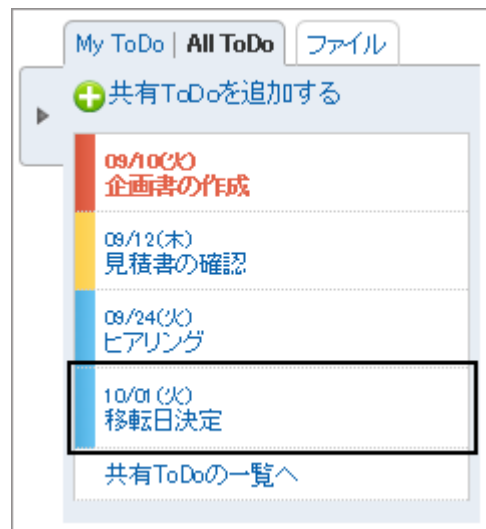 My ToDo | All ToDo ファイル
共有ToDoを追加する
09/10(火)
企画書の作成
09/12(木)
見積書の確認
09/24(火)
ヒアリング
10/01(火)
移転日決定
共有ToDoの一覧へ